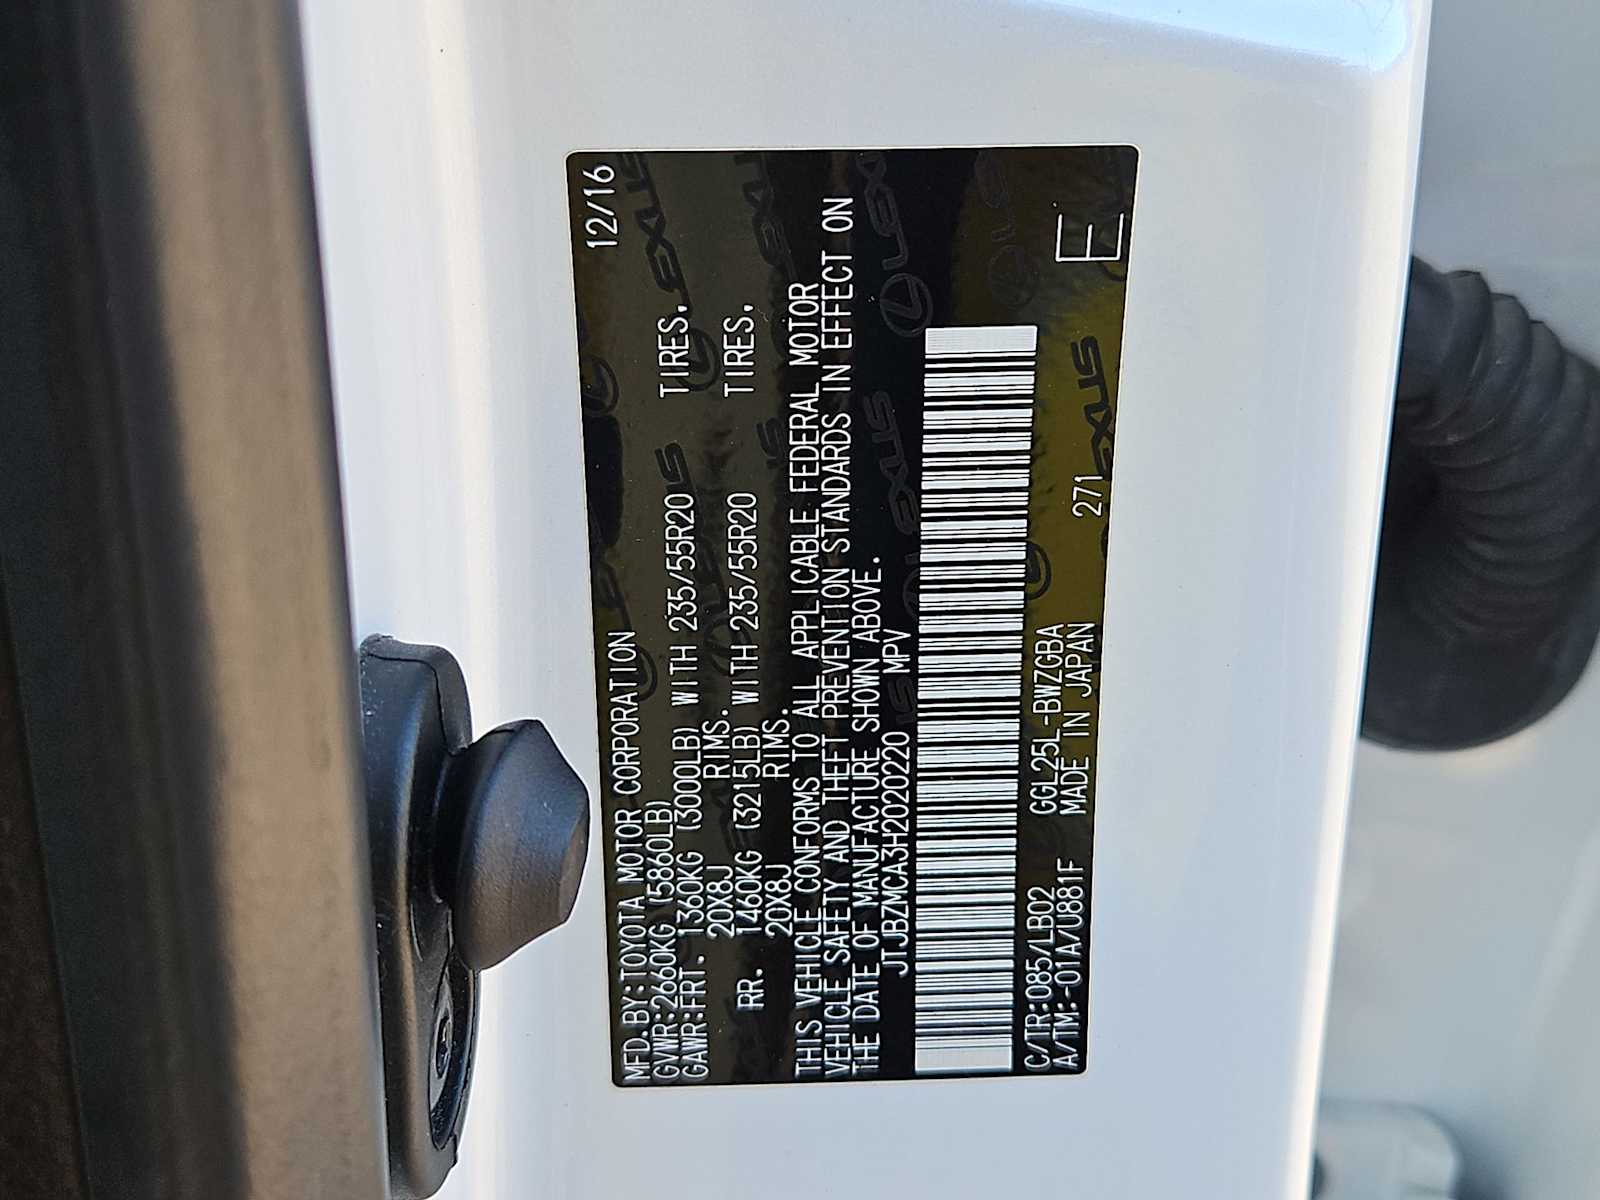 MFD.BY:TOYOTA MOTOR CORPORATION 12/16
GVWR:2660KG (5860LB)
GAWR:FRT. 1360KG (3000LB) WITH 235/55R20 TIRES,
20X8J RIMS.
RR. 1460KG (3215LB) WITH 235/55R20 TIRES,
20X8J RIMS.
THIS VEHICLE CONFORMS TO ALL APPLICABLE FEDERAL MOTOR
VEHICLE SAFETY AND THEFT PREVENTION STANDARDS IN EFFECT ON
THE DATE OF MANUFACTURE SHOWN ABOVE.
JTJBZMCA3H2020220 MPV
C/TR:085/LB02 GGL25L-BWZGBA
A/TM:-01A/U881F MADE IN JAPAN 271 E
LEXUS